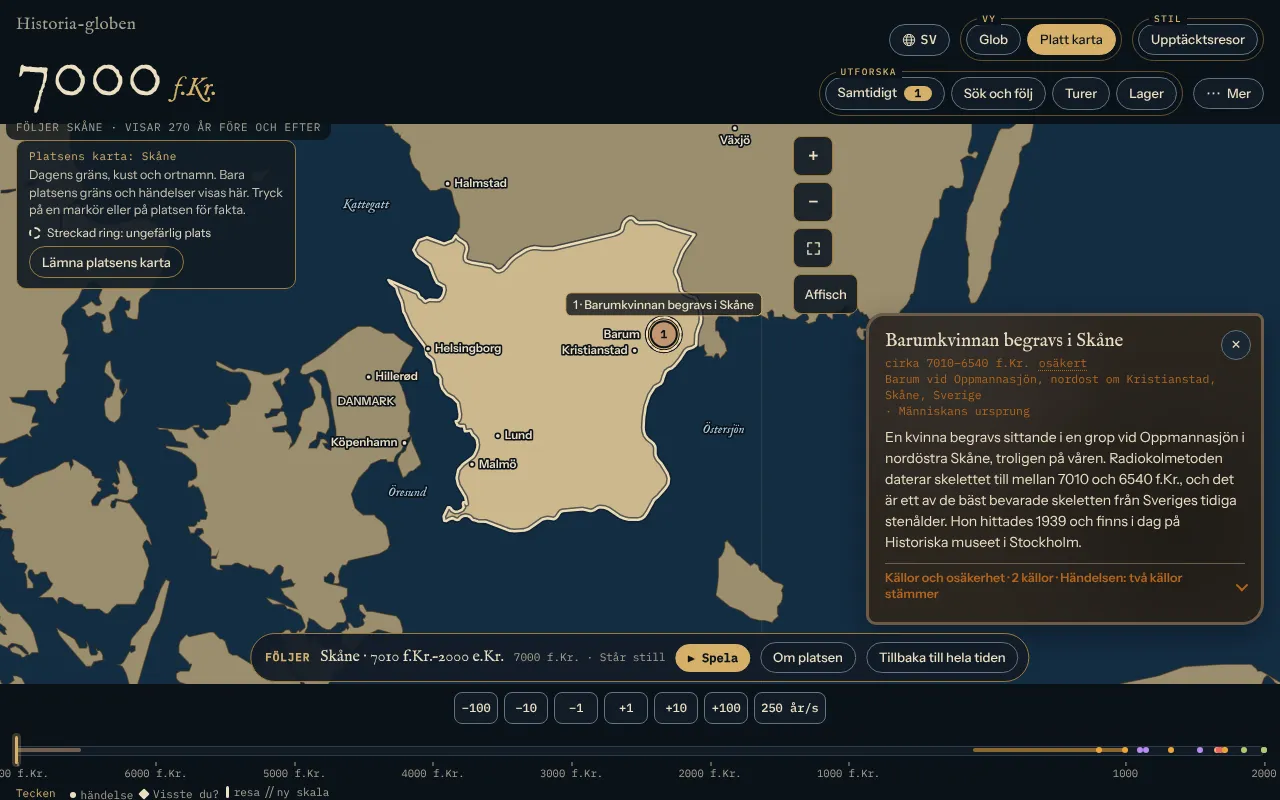 Historia-globen
7000 f.Kr.
FÖLJER SKÅNE · VISAR 270 ÅR FÖRE OCH EFTER
SV
VY
Glob
Platt karta
STIL
Upptäcktsresor
UTFORSKA
Samtidigt 1
Sök och följ
Turer
Lager
··· Mer
Platsens karta: Skåne
Dagens gräns, kust och ortnamn. Bara
platsens gräns och händelser visas här. Tryck
på en markör eller på platsen för fakta.
Streckad ring: ungefärlig plats
Lämna platsens karta
Växjö
Halmstad
Kattegatt
+
−
Affisch
1·Barumkvinnan begravs i Skåne
Barum
1
Kristianstad
Helsingborg
Hillerød
DANMARK
Köpenhamn
Lund
Malmö
Öresund
Östersjön
Barumkvinnan begravs i Skåne
×
cirka 7010–6540 f.Kr. osäkert
Barum vid Oppmannasjön, nordost om Kristianstad,
Skåne, Sverige
· Människans ursprung
En kvinna begravs sittande i en grop vid Oppmannasjön i
nordöstra Skåne, troligen på våren. Radiokolmetoden
daterar skelettet till mellan 7010 och 6540 f.Kr., och det
är ett av de bäst bevarade skeletten från Sveriges tidiga
stenålder. Hon hittades 1939 och finns i dag på
Historiska museet i Stockholm.
Källor och osäkerhet · 2 källor · Händelsen: två källor
stämmer
FÖLJER Skåne · 7010 f.Kr.–2000 e.Kr. 7000 f.Kr. · Står still
▶ Spela
Om platsen
Tillbaka till hela tiden
−100 −10 −1 +1 +10 +100 250 år/s
00 f.Kr. 6000 f.Kr. 5000 f.Kr. 4000 f.Kr. 3000 f.Kr. 2000 f.Kr. 1000 f.Kr. 1000 2000
Tecken händelse Visste du? resa // ny skala